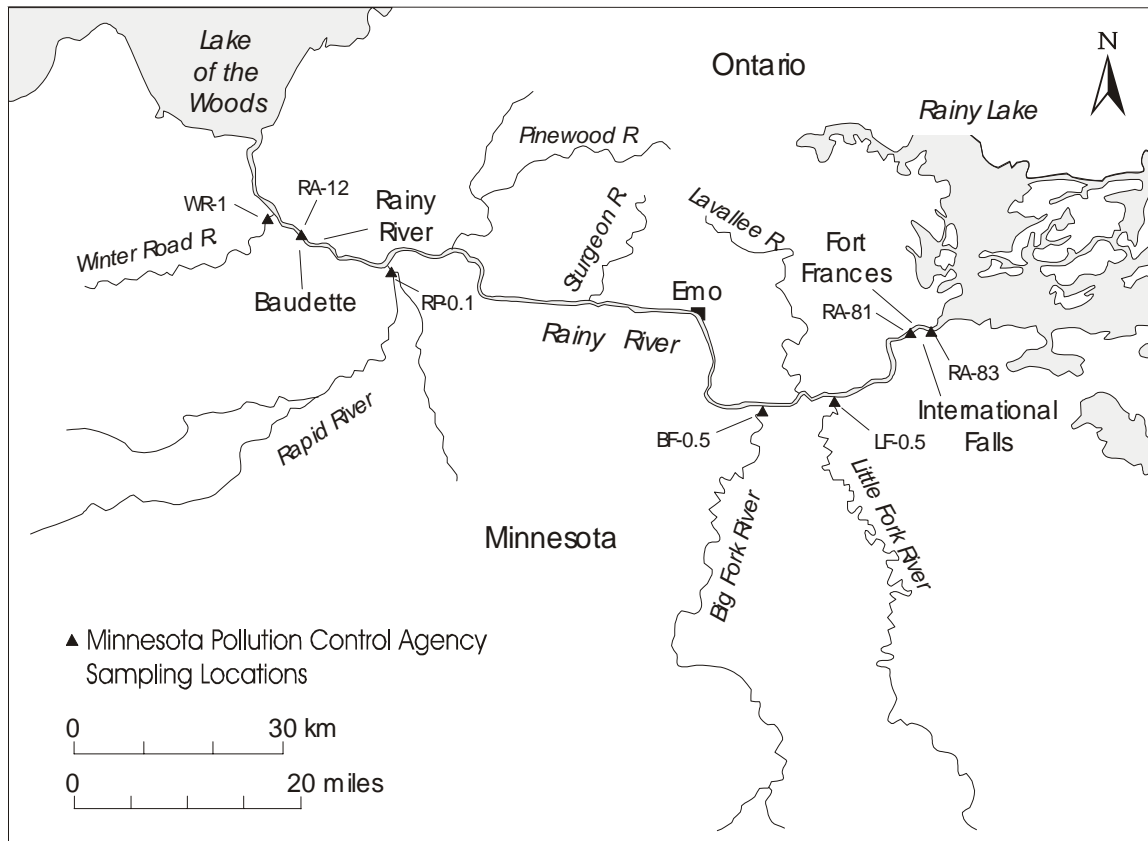 Lake
of the
Woods
Ontario
N
Rainy Lake
Pinewood R.
RA-12
WR-1
Rainy
River
Sturgeon R.
Lavallee R.
Fort
Frances
Winter Road R.
Baudette
RP-0.1
Emo
RA-81
Rainy River
RA-83
International
Falls
Rapid River
BF-0.5
LF-0.5
Big Fork River
Little Fork River
Minnesota
▲ Minnesota Pollution Control Agency
Sampling Locations
0 30 km
0 20 miles